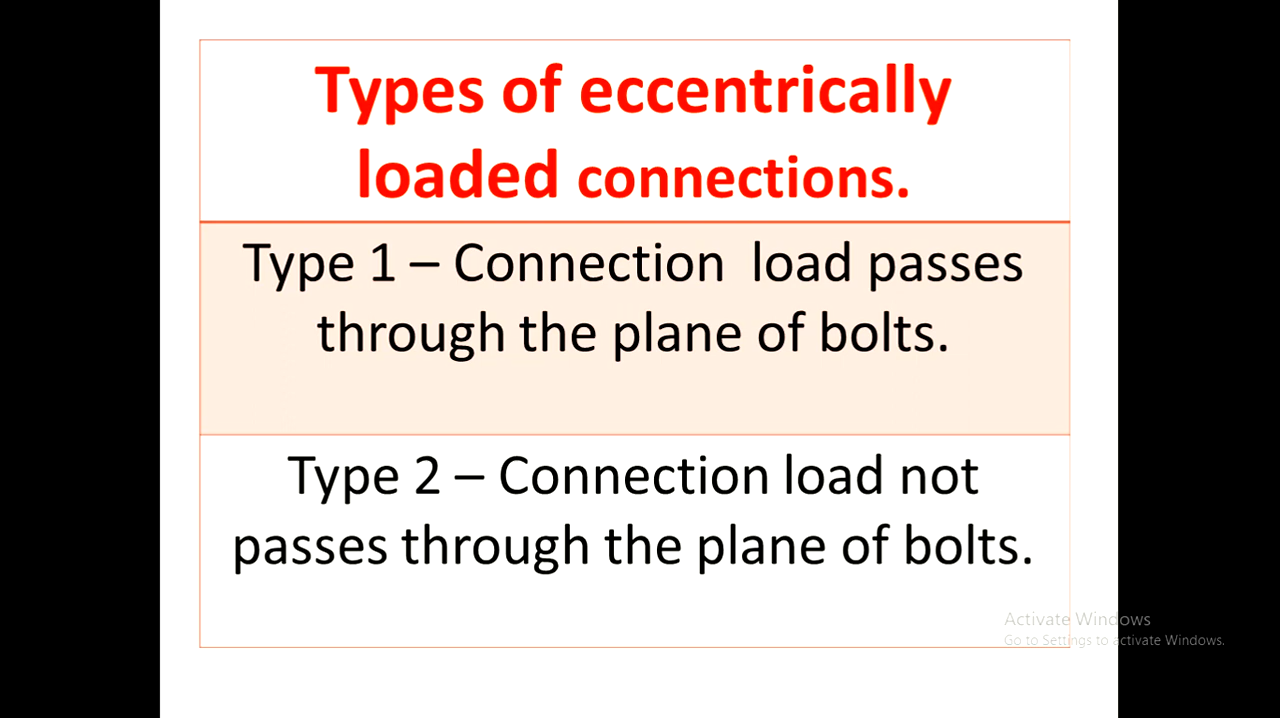 Types of eccentrically
loaded connections.
Type 1 – Connection  load passes
through the plane of bolts.
Type 2 – Connection load not
passes through the plane of bolts.
Activate Windows
Go to Settings to activate Windows.